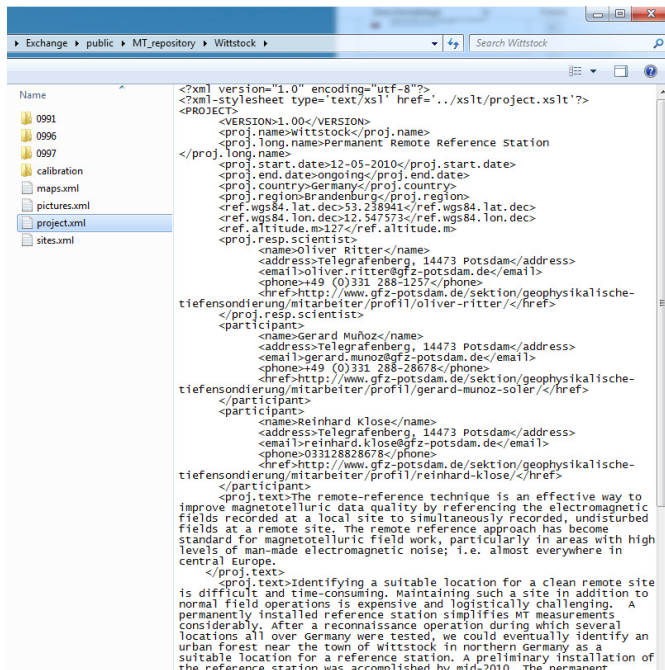 Exchange ▸ public ▸ MT_repository ▸ Wittstock ▸
Search Wittstock
Name
0991
0996
0997
calibration
maps.xml
pictures.xml
project.xml
sites.xml
<?xml version="1.0" encoding="utf-8"?>
<?xml-stylesheet type='text/xsl' href='../xslt/project.xslt'?>
<PROJECT>
<VERSION>1.00</VERSION>
<proj.name>Wittstock</proj.name>
<proj.long.name>Permanent Remote Reference Station
</proj.long.name>
<proj.start.date>12-05-2010</proj.start.date>
<proj.end.date>ongoing</proj.end.date>
<proj.country>Germany</proj.country>
<proj.region>Brandenburg</proj.region>
<ref.wgs84.lat.dec>53.238941</ref.wgs84.lat.dec>
<ref.wgs84.lon.dec>12.547573</ref.wgs84.lon.dec>
<ref.altitude.m>127</ref.altitude.m>
<proj.resp.scientist>
<name>Oliver Ritter</name>
<address>Telegrafenberg, 14473 Potsdam</address>
<email>oliver.ritter@gfz-potsdam.de</email>
<phone>+49 (0)331 288-1257</phone>
<href>http://www.gfz-potsdam.de/sektion/geophysikalische-
tiefensondierung/mitarbeiter/profil/oliver-ritter/</href>
</proj.resp.scientist>
<participant>
<name>Gerard Muñoz</name>
<address>Telegrafenberg, 14473 Potsdam</address>
<email>gerard.munoz@gfz-potsdam.de</email>
<phone>+49 (0)331 288-28678</phone>
<href>http://www.gfz-potsdam.de/sektion/geophysikalische-
tiefensondierung/mitarbeiter/profil/gerard-munoz-soler/</href>
</participant>
<participant>
<name>Reinhard Klose</name>
<address>Telegrafenberg, 14473 Potsdam</address>
<email>reinhard.klose@gfz-potsdam.de</email>
<phone>033128828678</phone>
<href>http://www.gfz-potsdam.de/sektion/geophysikalische-
tiefensondierung/mitarbeiter/profil/reinhard-klose/</href>
</participant>
<proj.text>The remote-reference technique is an effective way to
improve magnetotelluric data quality by referencing the electromagnetic
fields recorded at a local site to simultaneously recorded, undisturbed
fields at a remote site. The remote reference approach has become
standard for magnetotelluric field work, particularly in areas with high
levels of man-made electromagnetic noise; i.e. almost everywhere in
central Europe.
</proj.text>
<proj.text>Identifying a suitable location for a clean remote site
is difficult and time-consuming. Maintaining such a site in addition to
normal field operations is expensive and logistically challenging. A
permanently installed reference station simplifies MT measurements
considerably. After a reconnaissance operation during which several
locations all over Germany were tested, we could eventually identify an
urban forest near the town of Wittstock in northern Germany as a
suitable location for a reference station. A preliminary installation of
the reference station was accomplished by mid-2010. The permanent